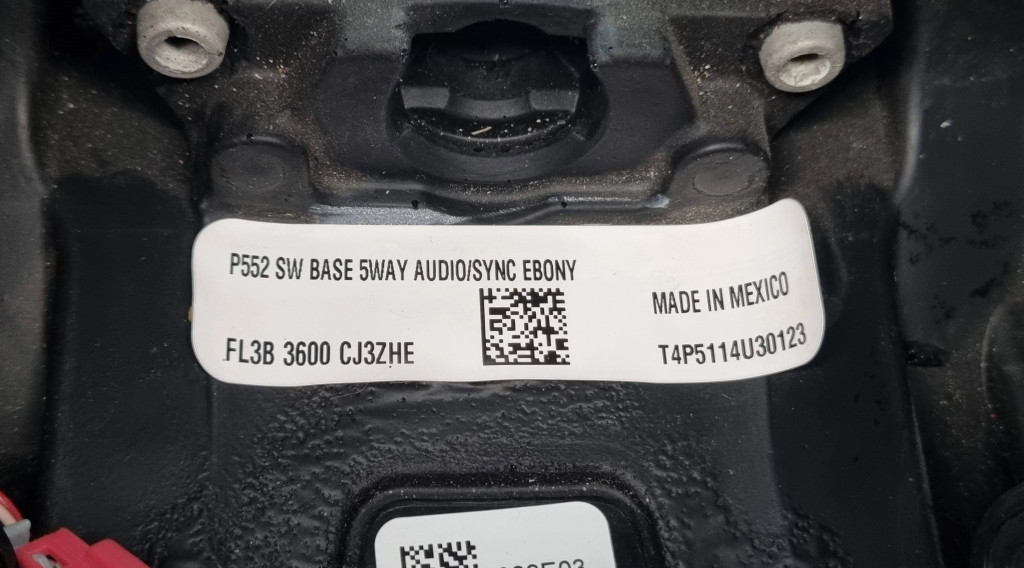 P552 SW BASE 5WAY AUDIO/SYNC EBONY
MADE IN MEXICO
FL3B 3600 CJ3ZHE
T4P5114U30123